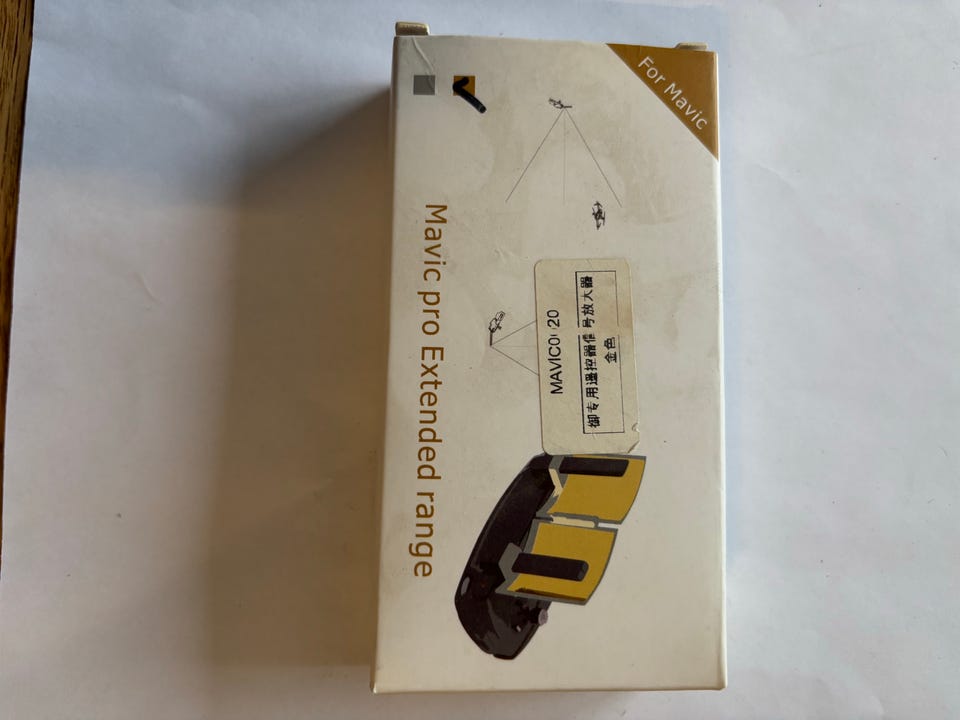 For Mavic
Mavic pro Extended range
御专用遥控器信号放大器
金色